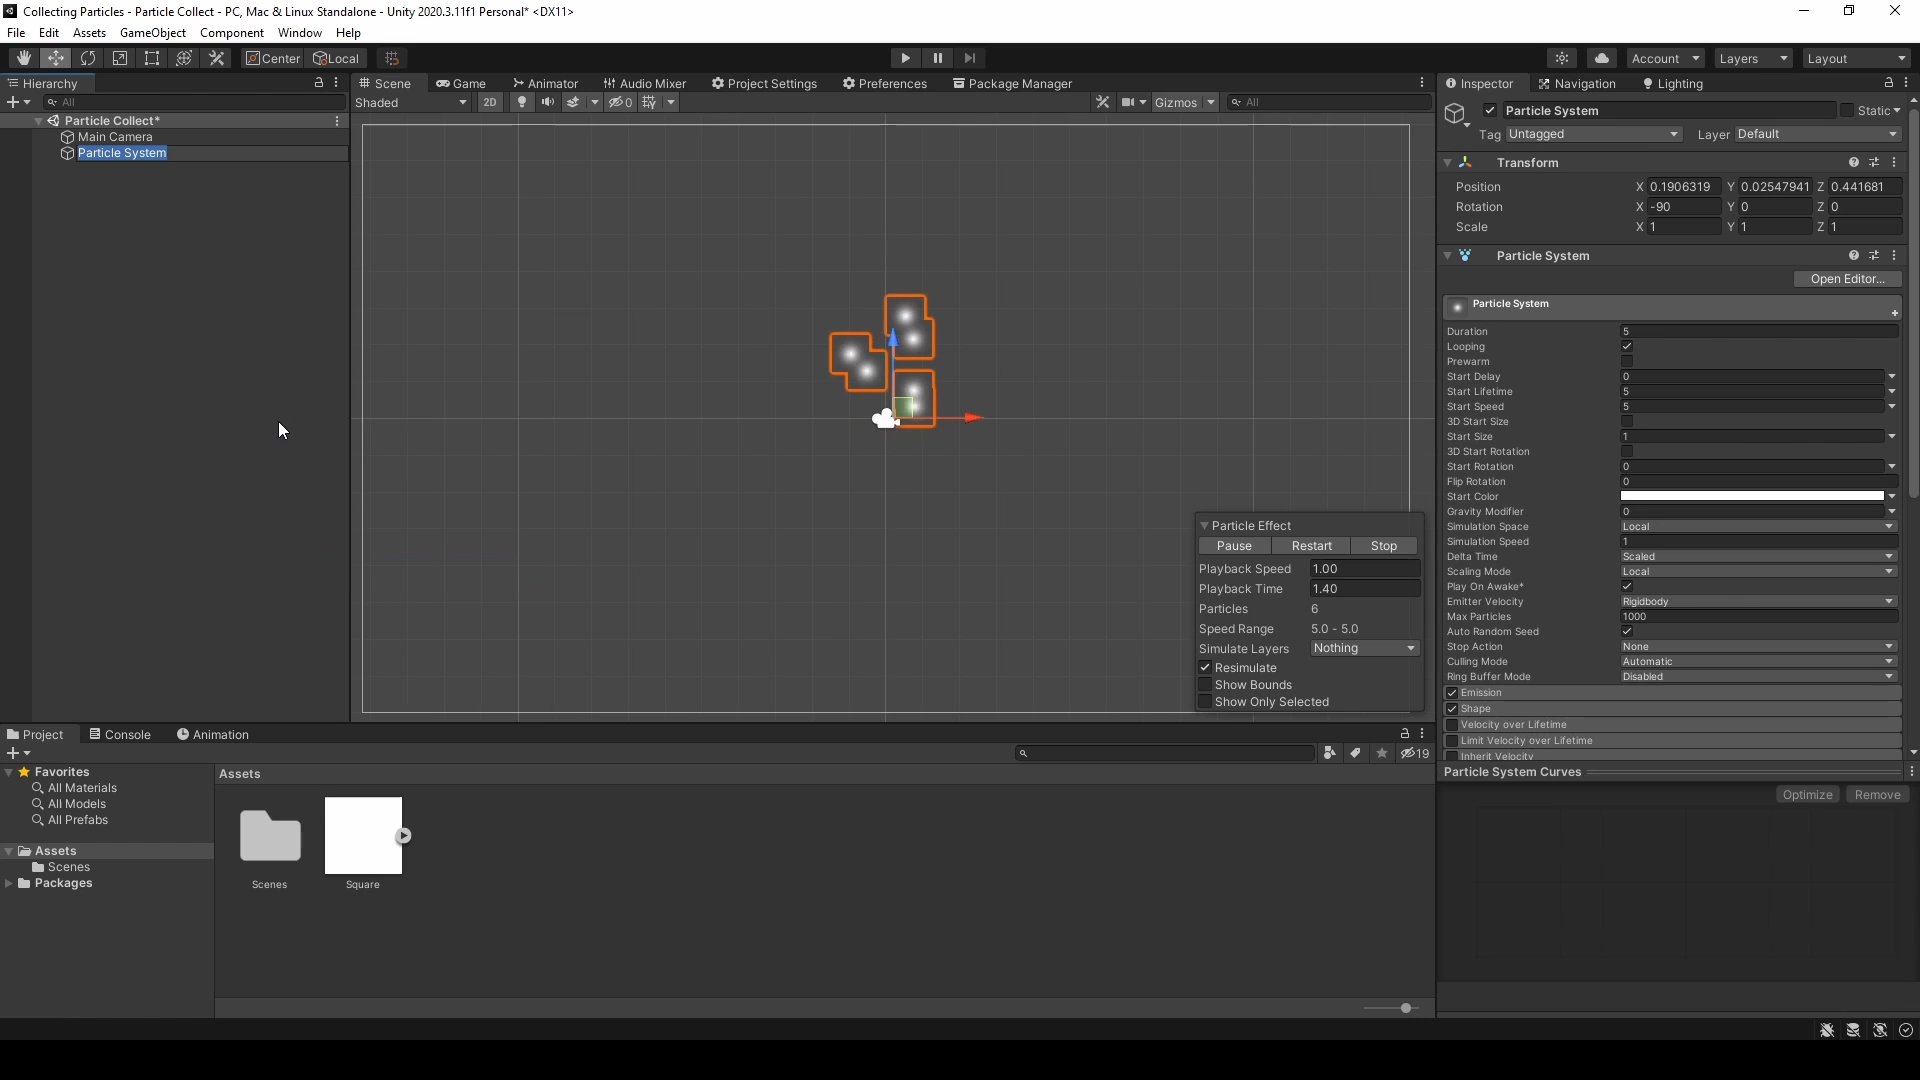 Collecting Particles - Particle Collect - PC, Mac & Linux Standalone - Unity 2020.3.11f1 Personal* <DX11>
File Edit Assets GameObject Component Window Help
Center Local Account Layers Layout
Hierarchy
All
Particle Collect*
Main Camera
Particle System
Scene Game Animator Audio Mixer Project Settings Preferences Package Manager
Shaded 2D 0 Gizmos All
Particle Effect
Pause Restart Stop
Playback Speed 1.00
Playback Time 1.40
Particles 6
Speed Range 5.0 - 5.0
Simulate Layers Nothing
Resimulate
Show Bounds
Show Only Selected
Inspector Navigation Lighting
Particle System Static
Tag Untagged Layer Default
Transform
Position X 0.1906319 Y 0.02547941 Z 0.441681
Rotation X -90 Y 0 Z 0
Scale X 1 Y 1 Z 1
Particle System
Open Editor...
Particle System
Duration 5
Looping
Prewarm
Start Delay 0
Start Lifetime 5
Start Speed 5
3D Start Size
Start Size 1
3D Start Rotation
Start Rotation 0
Flip Rotation 0
Start Color
Gravity Modifier 0
Simulation Space Local
Simulation Speed 1
Delta Time Scaled
Scaling Mode Local
Play On Awake*
Emitter Velocity Rigidbody
Max Particles 1000
Auto Random Seed
Stop Action None
Culling Mode Automatic
Ring Buffer Mode Disabled
Emission
Shape
Velocity over Lifetime
Limit Velocity over Lifetime
Inherit Velocity
Particle System Curves
Optimize Remove
Project Console Animation
19
Favorites
All Materials
All Models
All Prefabs
Assets
Scenes
Packages
Assets
Scenes Square